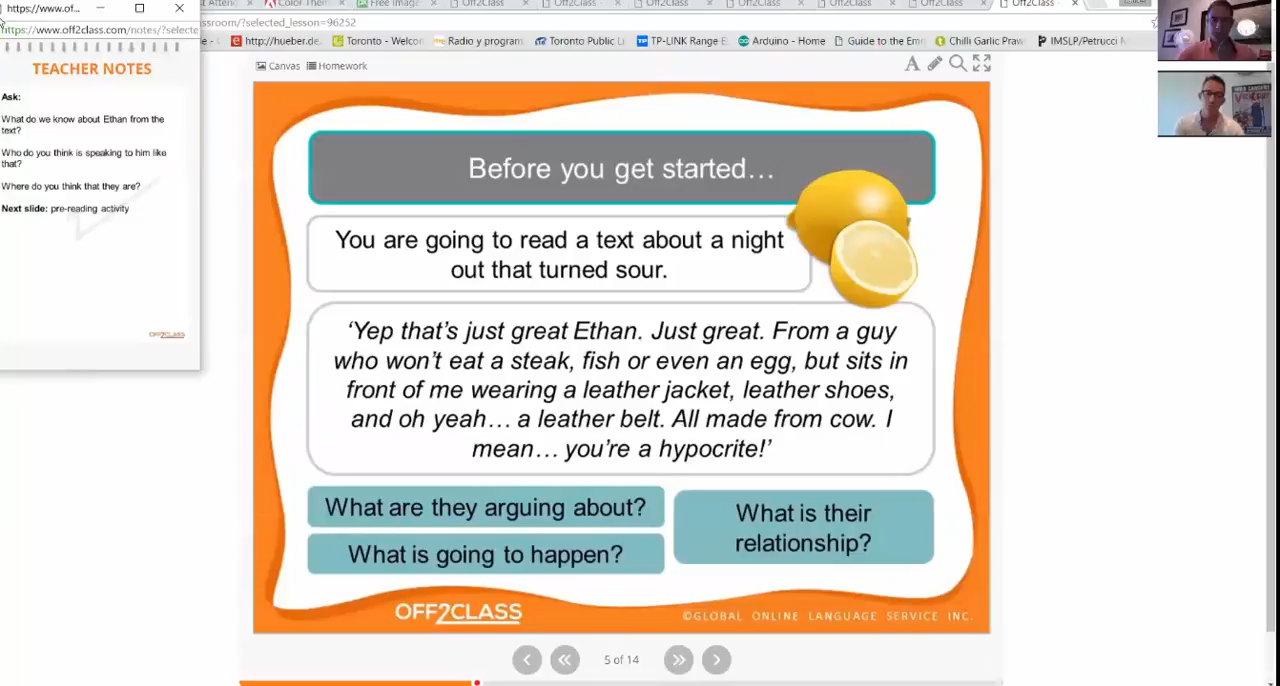 https://www.of...
Off2Class
Off2Class
Off2Class
Off2Class
Off2Class
Off2Class
Off2Class
https://www.off2class.com/notes/?selecte
ssroom/?selected_lesson=96252
http://hueber.de
Toronto - Welco
Radio y program
Toronto Public Li
TP-LINK Range E
Arduino - Home
Guide to the Em
Chilli Garlic Praw
IMSLP/Petrucci M
TEACHER NOTES
Ask:
What do we know about Ethan from the
text?
Who do you think is speaking to him like
that?
Where do you think that they are?
Next slide: pre-reading activity
OFF2CLASS
Canvas
Homework
A
Before you get started…
You are going to read a text about a night
out that turned sour.
‘Yep that’s just great Ethan. Just great. From a guy
who won’t eat a steak, fish or even an egg, but sits in
front of me wearing a leather jacket, leather shoes,
and oh yeah… a leather belt. All made from cow. I
mean… you’re a hypocrite!’
What are they arguing about?
What is going to happen?
What is their
relationship?
OFF2CLASS
©GLOBAL ONLINE LANGUAGE SERVICE INC.
5 of 14